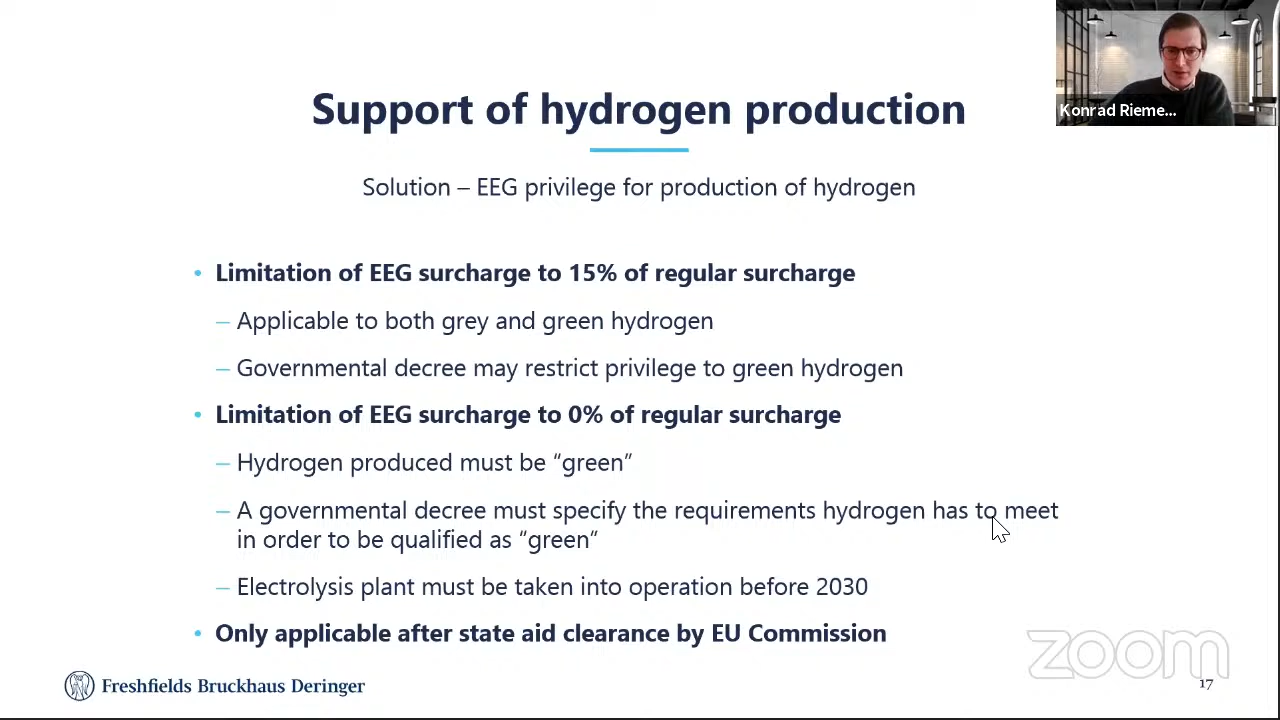 Konrad Rieme...
Support of hydrogen production
Solution – EEG privilege for production of hydrogen
• Limitation of EEG surcharge to 15% of regular surcharge
– Applicable to both grey and green hydrogen
– Governmental decree may restrict privilege to green hydrogen
• Limitation of EEG surcharge to 0% of regular surcharge
– Hydrogen produced must be “green”
– A governmental decree must specify the requirements hydrogen has to meet
in order to be qualified as “green”
– Electrolysis plant must be taken into operation before 2030
• Only applicable after state aid clearance by EU Commission
zoom
Freshfields Bruckhaus Deringer
17